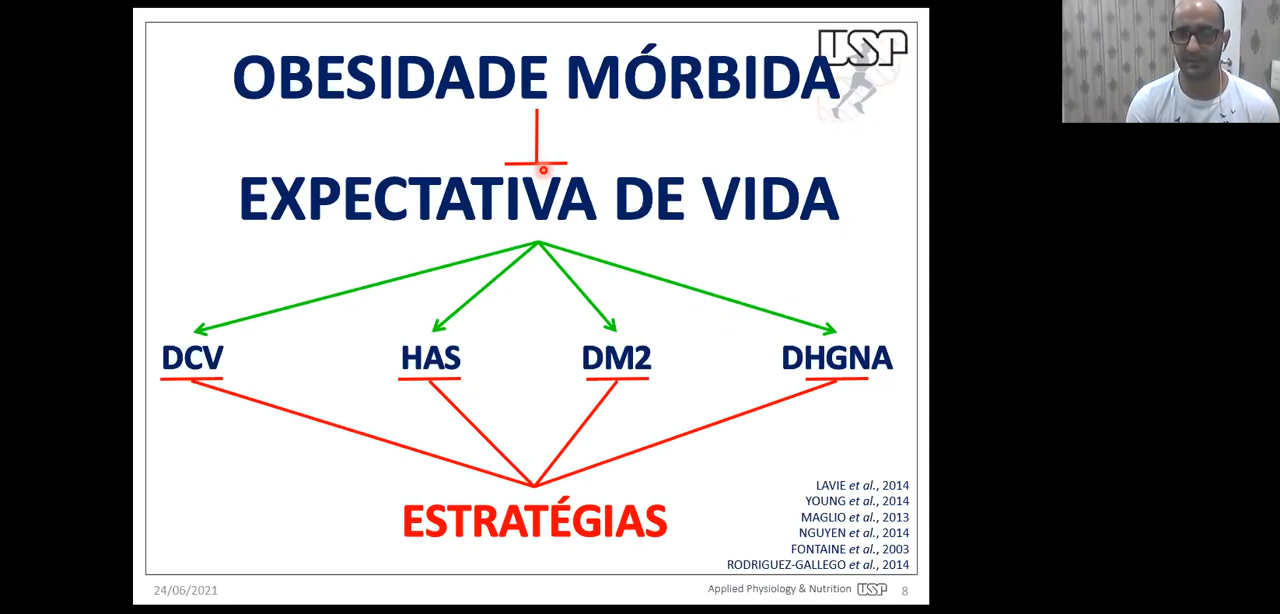 USP
OBESIDADE MÓRBIDA
EXPECTATIVA DE VIDA
DCV HAS DM2 DHGNA
ESTRATÉGIAS
LAVIE et al., 2014
YOUNG et al., 2014
MAGLIO et al., 2013
NGUYEN et al., 2014
FONTAINE et al., 2003
RODRIGUEZ-GALLEGO et al., 2014
24/06/2021 Applied Physiology & Nutrition USP 8